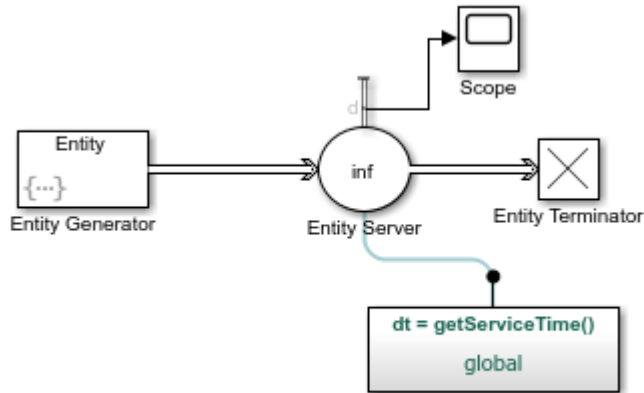 Scope
d
Entity
{...}
inf
Entity Generator
Entity Server
Entity Terminator
dt = getServiceTime()
global